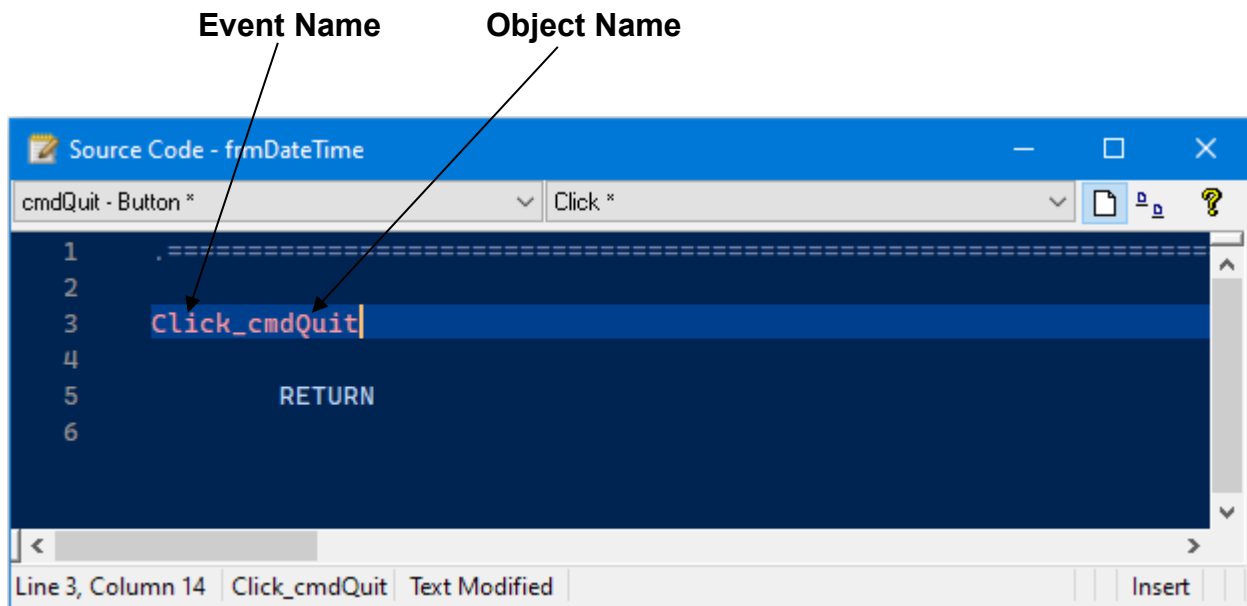 Event Name Object Name
Source Code - frmDateTime
cmdQuit - Button * Click *
1 .==================================================================
2
3 Click_cmdQuit
4
5 RETURN
6
Line 3, Column 14 Click_cmdQuit Text Modified Insert